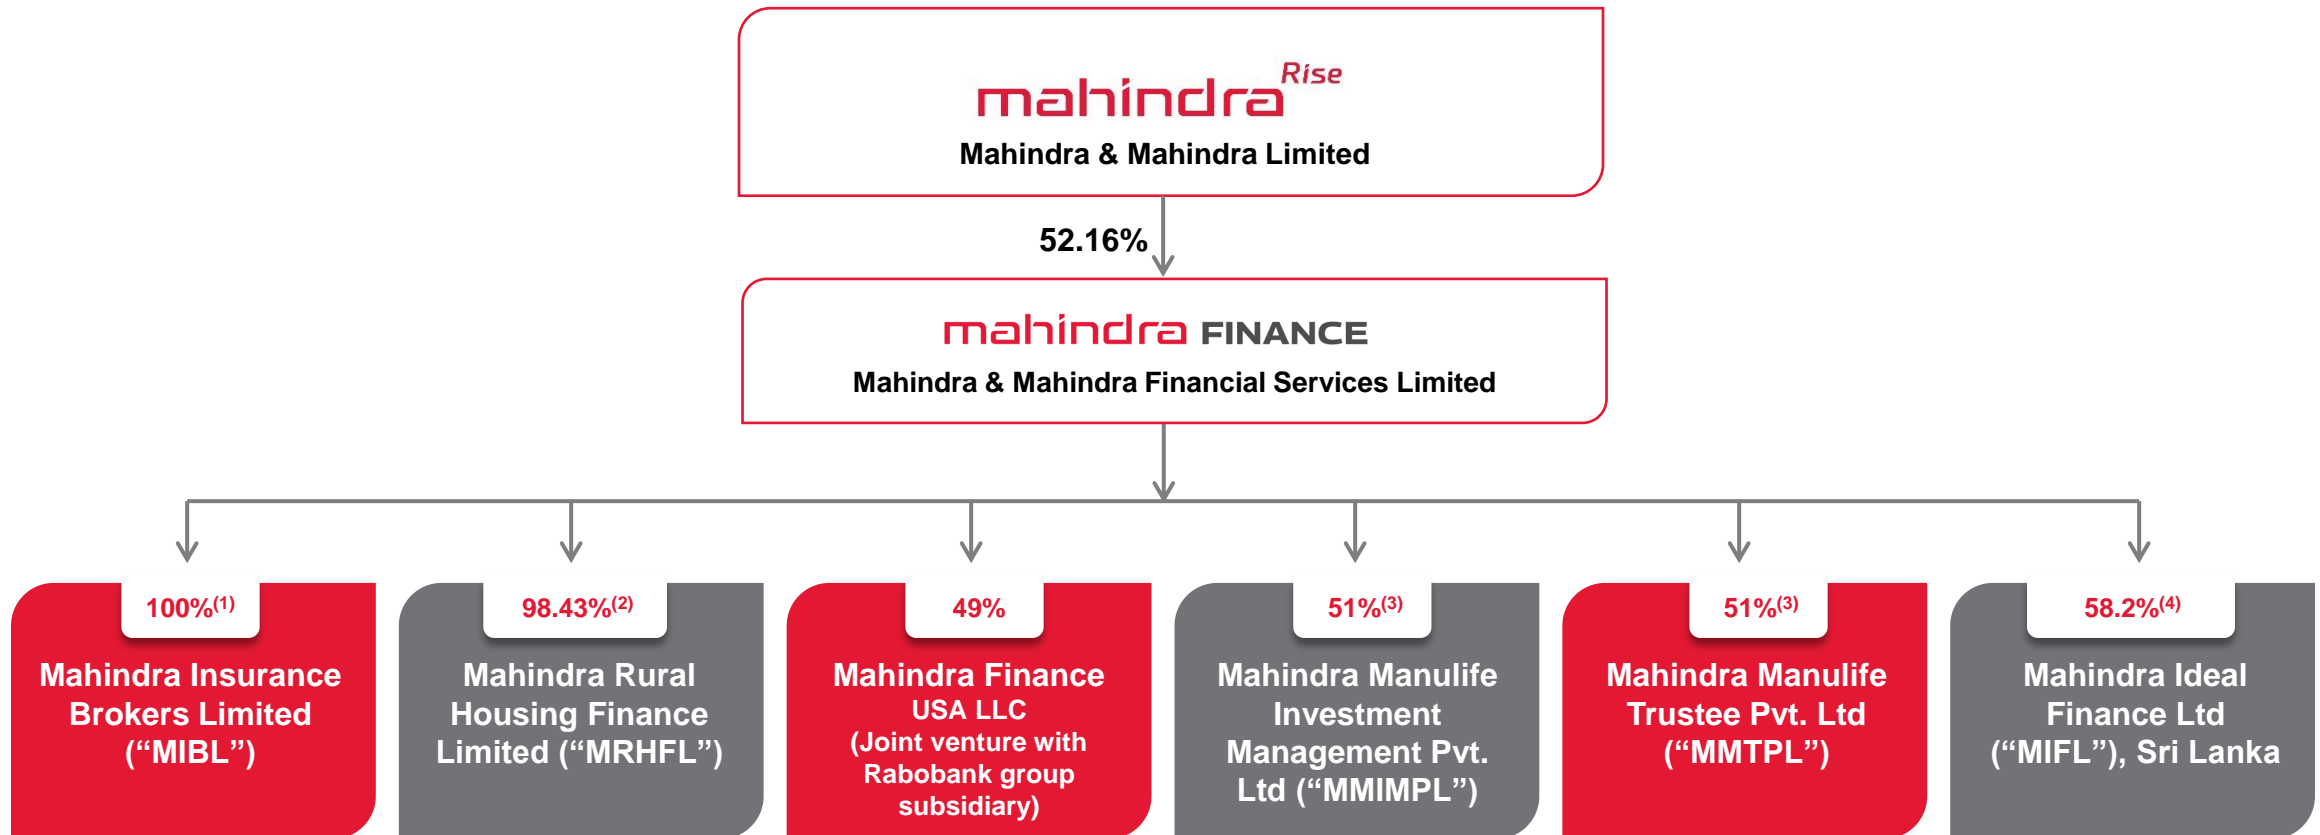 mahindra Rise
Mahindra & Mahindra Limited
52.16%
mahindra FINANCE
Mahindra & Mahindra Financial Services Limited
100%(1)
Mahindra Insurance
Brokers Limited
(“MIBL”)
98.43%(2)
Mahindra Rural
Housing Finance
Limited (“MRHFL”)
49%
Mahindra Finance
USA LLC
(Joint venture with
Rabobank group
subsidiary)
51%(3)
Mahindra Manulife
Investment
Management Pvt.
Ltd (“MMIMPL”)
51%(3)
Mahindra Manulife
Trustee Pvt. Ltd
(“MMTPL”)
58.2%(4)
Mahindra Ideal
Finance Ltd
(“MIFL”), Sri Lanka